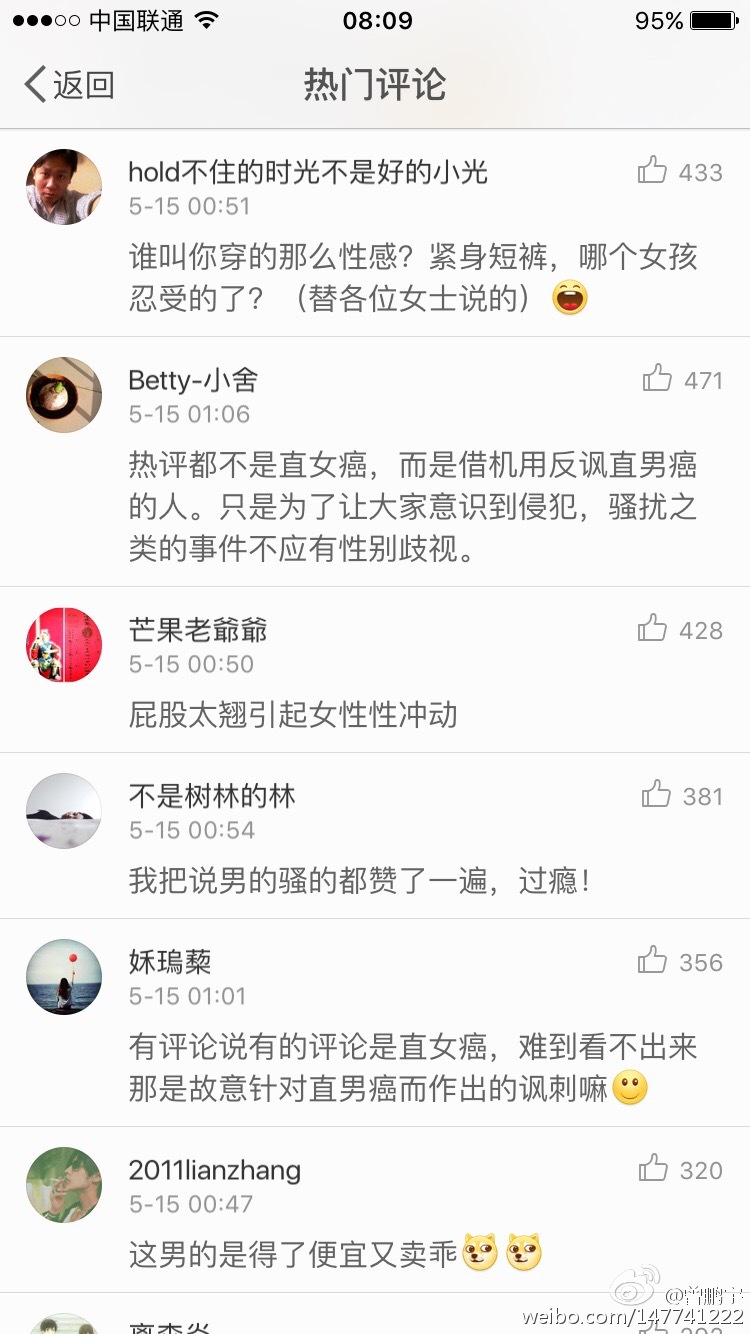 中国联通 08:09 95%
返回 热门评论
hold不住的时光不是好的小光 433
5-15 00:51
谁叫你穿的那么性感？紧身短裤，哪个女孩
忍受的了？（替各位女士说的）
Betty-小舍 471
5-15 01:06
热评都不是直女癌，而是借机用反讽直男癌
的人。只是为了让大家意识到侵犯，骚扰之
类的事件不应有性别歧视。
芒果老爺爺 428
5-15 00:50
屁股太翘引起女性性冲动
不是树林的林 381
5-15 00:54
我把说男的骚的都赞了一遍，过瘾！
妖瑦蔾 356
5-15 01:01
有评论说有的评论是直女癌，难到看不出来
那是故意针对直男癌而作出的讽刺嘛
2011lianzhang 320
5-15 00:47
这男的是得了便宜又卖乖
weibo.com/147741222